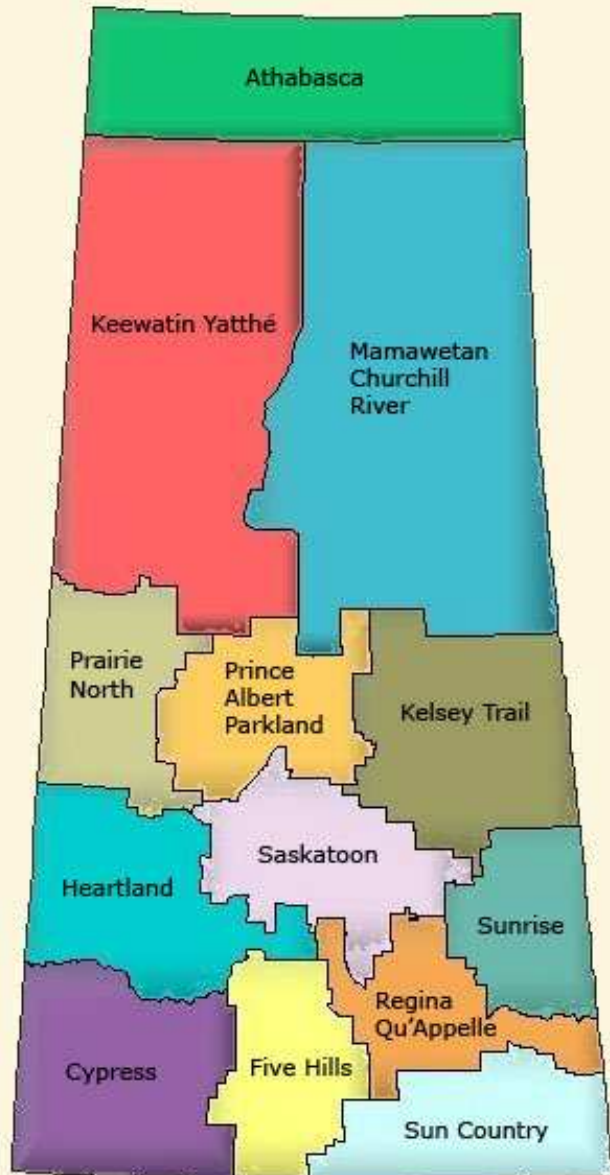 Athabasca
Keewatin Yatthé
Mamawetan
Churchill
River
Prairie
North
Prince
Albert
Parkland
Kelsey Trail
Saskatoon
Heartland
Sunrise
Regina
Qu'Appelle
Cypress
Five Hills
Sun Country